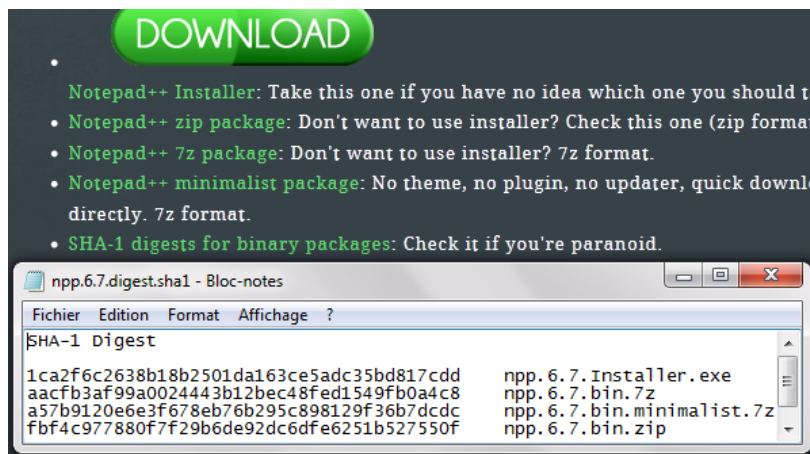 DOWNLOAD
Notepad++ Installer: Take this one if you have no idea which one you should t
• Notepad++ zip package: Don't want to use installer? Check this one (zip forma
• Notepad++ 7z package: Don't want to use installer? 7z format.
• Notepad++ minimalist package: No theme, no plugin, no updater, quick downl
directly. 7z format.
• SHA-1 digests for binary packages: Check it if you're paranoid.
npp.6.7.digest.sha1 - Bloc-notes
Fichier Edition Format Affichage ?
SHA-1 Digest
1ca2f6c2638b18b2501da163ce5adc35bd817cdd npp.6.7.Installer.exe
aacfb3af99a0024443b12bec48fed1549fb0a4c8 npp.6.7.bin.7z
a57b9120e6e3f678eb76b295c898129f36b7dcdc npp.6.7.bin.minimalist.7z
fbf4c977880f7f29b6de92dc6dfe6251b527550f npp.6.7.bin.zip